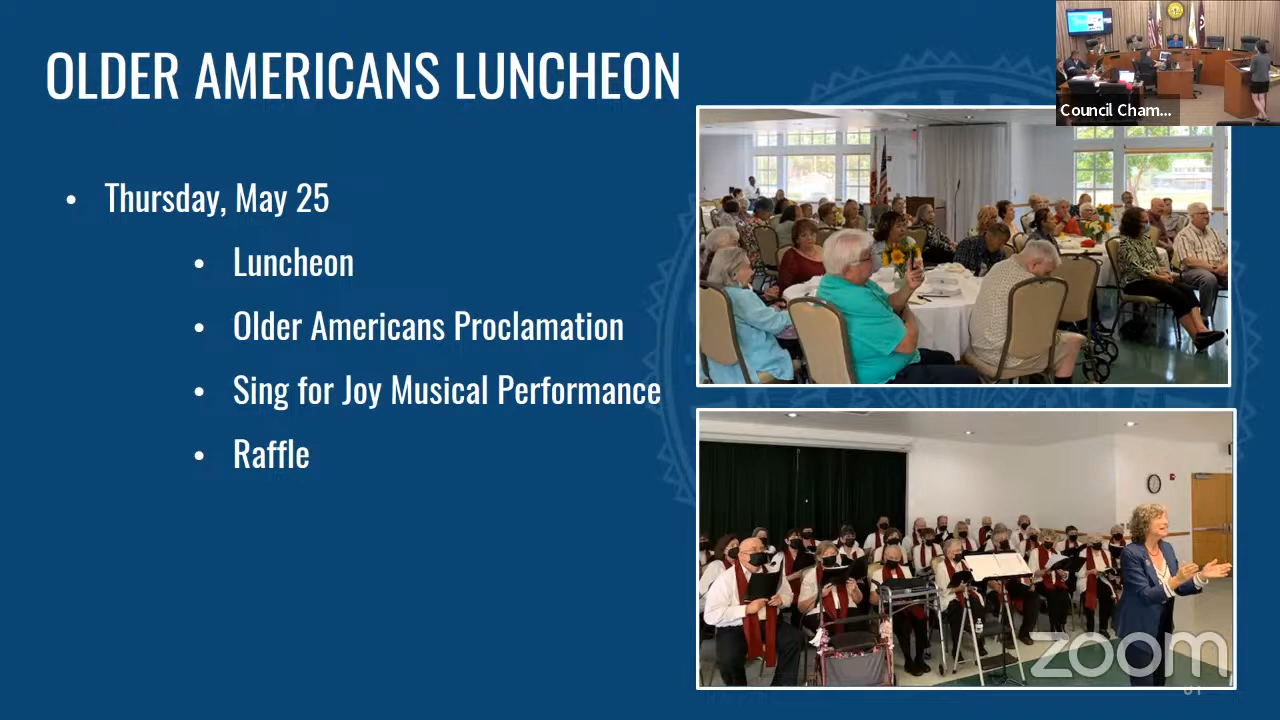 OLDER AMERICANS LUNCHEON
Council Cham...
• Thursday, May 25
• Luncheon
• Older Americans Proclamation
• Sing for Joy Musical Performance
• Raffle
zoom